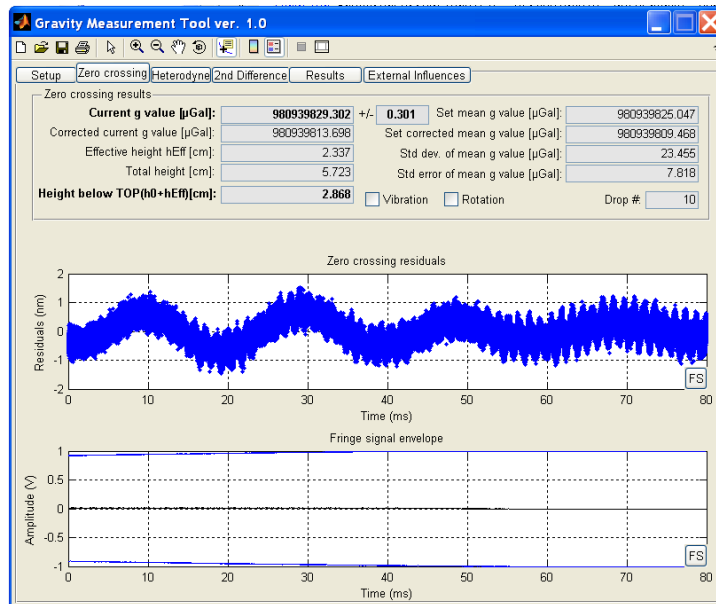 Gravity Measurement Tool ver. 1.0
Setup Zero crossing Heterodyne 2nd Difference Results External Influences
Zero crossing results
Current g value [µGal]: 980939829.302 +/- 0.301 Set mean g value [µGal]: 980939825.047
Corrected current g value [µGal]: 980939813.698 Set corrected mean g value [µGal]: 980939809.468
Effective height hEff [cm]: 2.337 Std dev. of mean g value [µGal]: 23.455
Total height [cm]: 5.723 Std error of mean g value [µGal]: 7.818
Height below TOP(h0+hEff)[cm]: 2.868 Vibration Rotation Drop #: 10
Zero crossing residuals
Residuals (nm)
2
1
0
-1
-2
FS
0 10 20 30 40 50 60 70 80
Time (ms)
Fringe signal envelope
Amplitude (V)
1
0.5
0
-0.5
-1
FS
0 10 20 30 40 50 60 70 80
Time (ms)